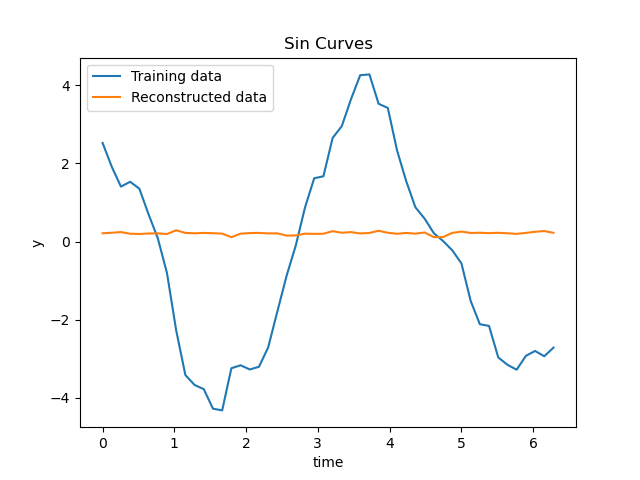 Sin Curves
Training data
Reconstructed data
4
2
0
−2
−4
y
0 1 2 3 4 5 6
time